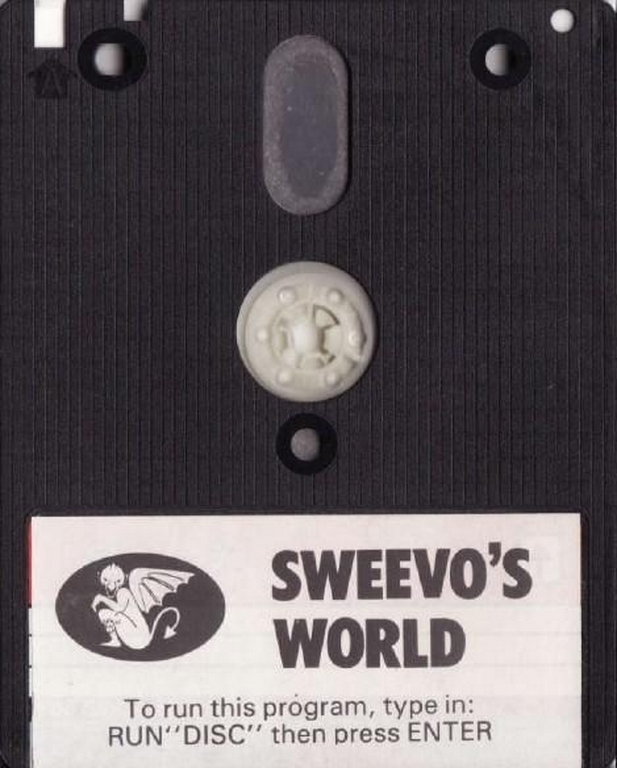 A
SWEEVO'S
WORLD
To run this program, type in:
RUN"DISC" then press ENTER